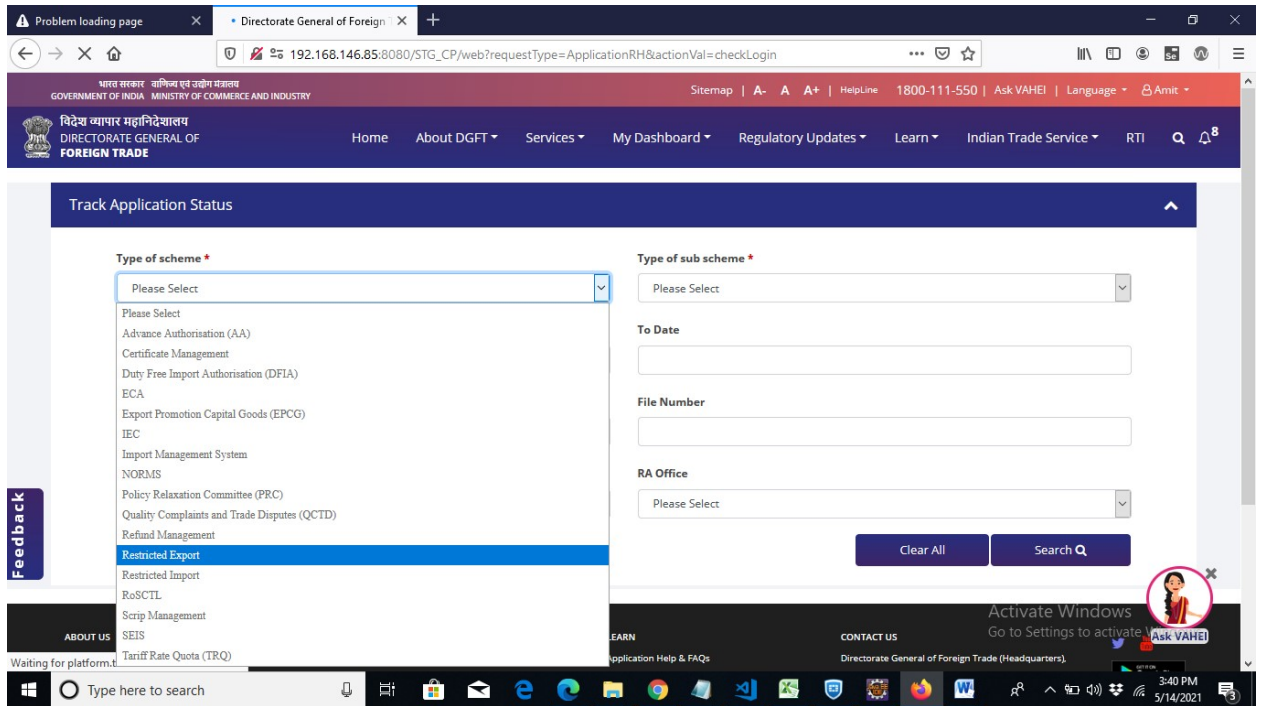 Problem loading page
Directorate General of Foreign T
192.168.146.85:8080/STG_CP/web?requestType=ApplicationRH&actionVal=checkLogin
भारत सरकार वाणिज्य एवं उद्योग मंत्रालय
GOVERNMENT OF INDIA MINISTRY OF COMMERCE AND INDUSTRY
Sitemap | A- A A+ | HelpLine 1800-111-550 | Ask VAHEI | Language Amit
विदेश व्यापार महानिदेशालय
DIRECTORATE GENERAL OF
FOREIGN TRADE
Home About DGFT Services My Dashboard Regulatory Updates Learn Indian Trade Service RTI 8
Track Application Status
Type of scheme * Type of sub scheme *
Please Select Please Select
Please Select
Advance Authorisation (AA)
To Date
Certificate Management
Duty Free Import Authorisation (DFIA)
ECA
File Number
Export Promotion Capital Goods (EPCG)
IEC
Import Management System
NORMS
RA Office
Policy Relaxation Committee (PRC)
Please Select
Quality Complaints and Trade Disputes (QCTD)
Refund Management
Restricted Export
Clear All Search
Restricted Import
RoSCTL
Scrip Management
SEIS
Tariff Rate Quota (TRQ)
Feedback
Activate Windows
Go to Settings to activate
Ask VAHEI
ABOUT US EARN CONTACT US
Waiting for platform.t
Application Help & FAQs Directorate General of Foreign Trade (Headquarters),
GET IT ON
Type here to search
3:40 PM
5/14/2021
3